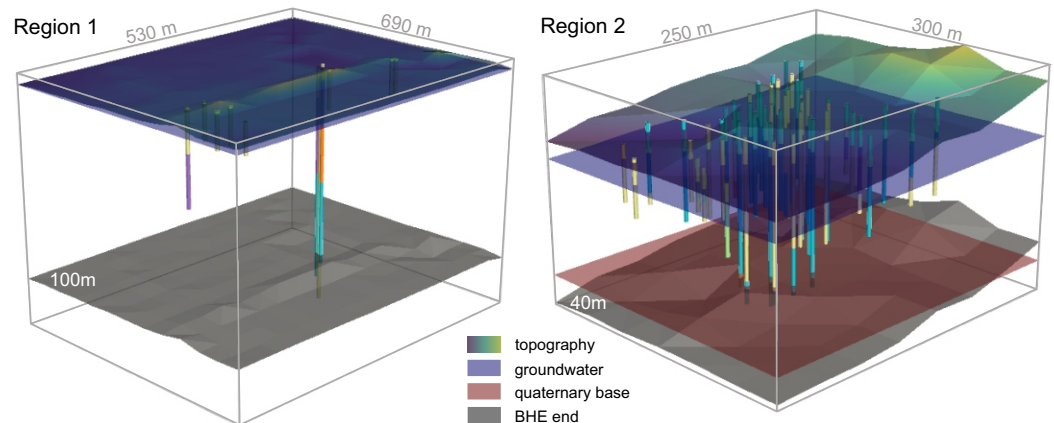 Region 1
530 m
690 m
100m
Region 2
250 m
300 m
40m
topography
groundwater
quaternary base
BHE end